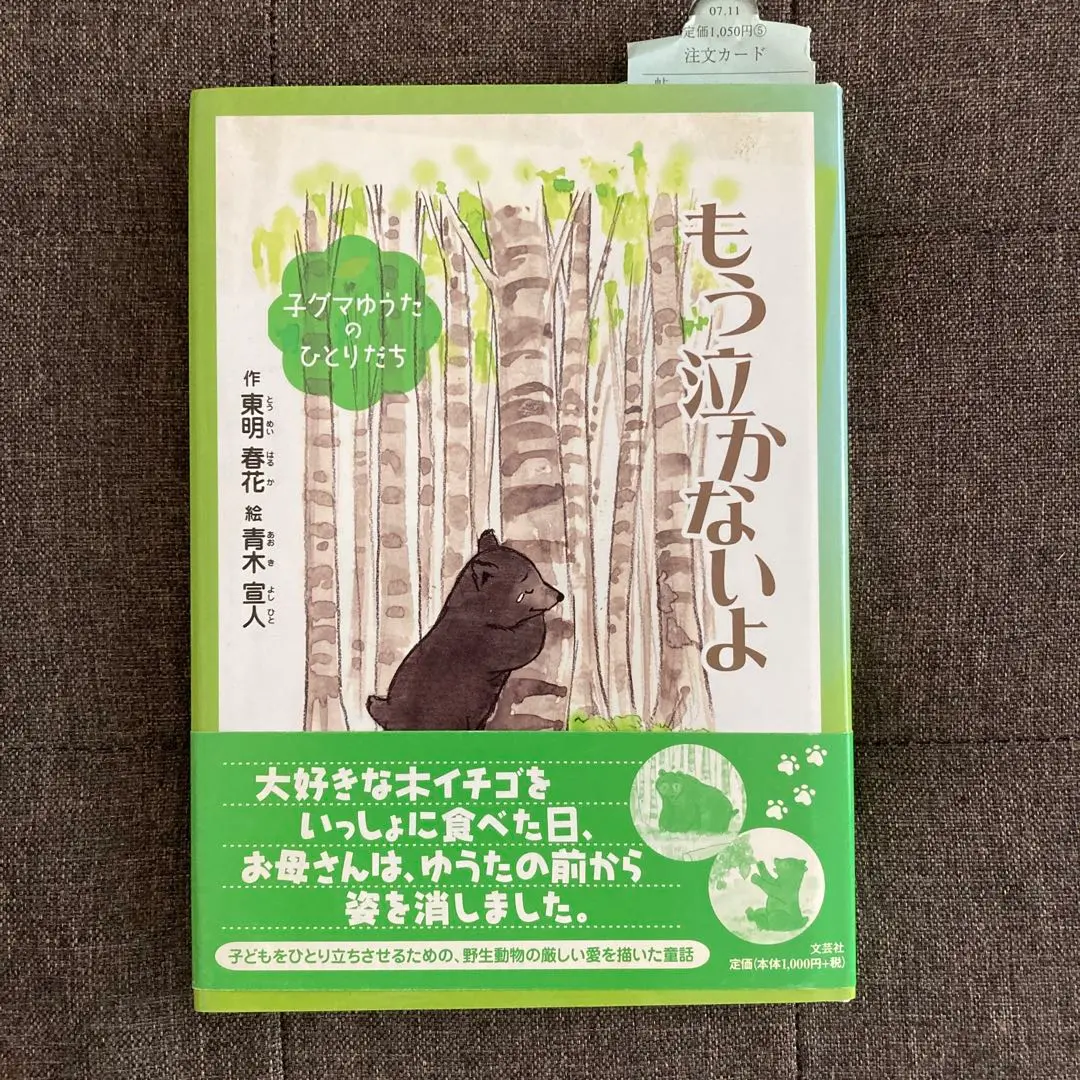 07.11
定価1,050円⑤
注文カード
もう泣かないよ
子グマゆうた
の
ひとりだち
作 東明 春花 絵 青木 宣人
とう めい はる か あお き よし ひと
大好きな木イチゴを
いっしょに食べた日、
お母さんは、ゆうたの前から
姿を消しました。
子どもをひとり立ちさせるための、野生動物の厳しい愛を描いた童話
文芸社
定価(本体1,000円+税)